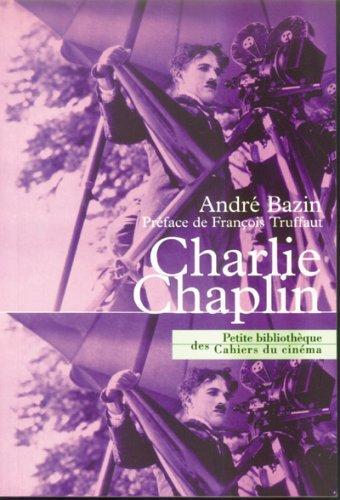 André Bazin
Préface de François Truffaut
Charlie
Chaplin
Petite bibliothèque
des Cahiers du cinéma